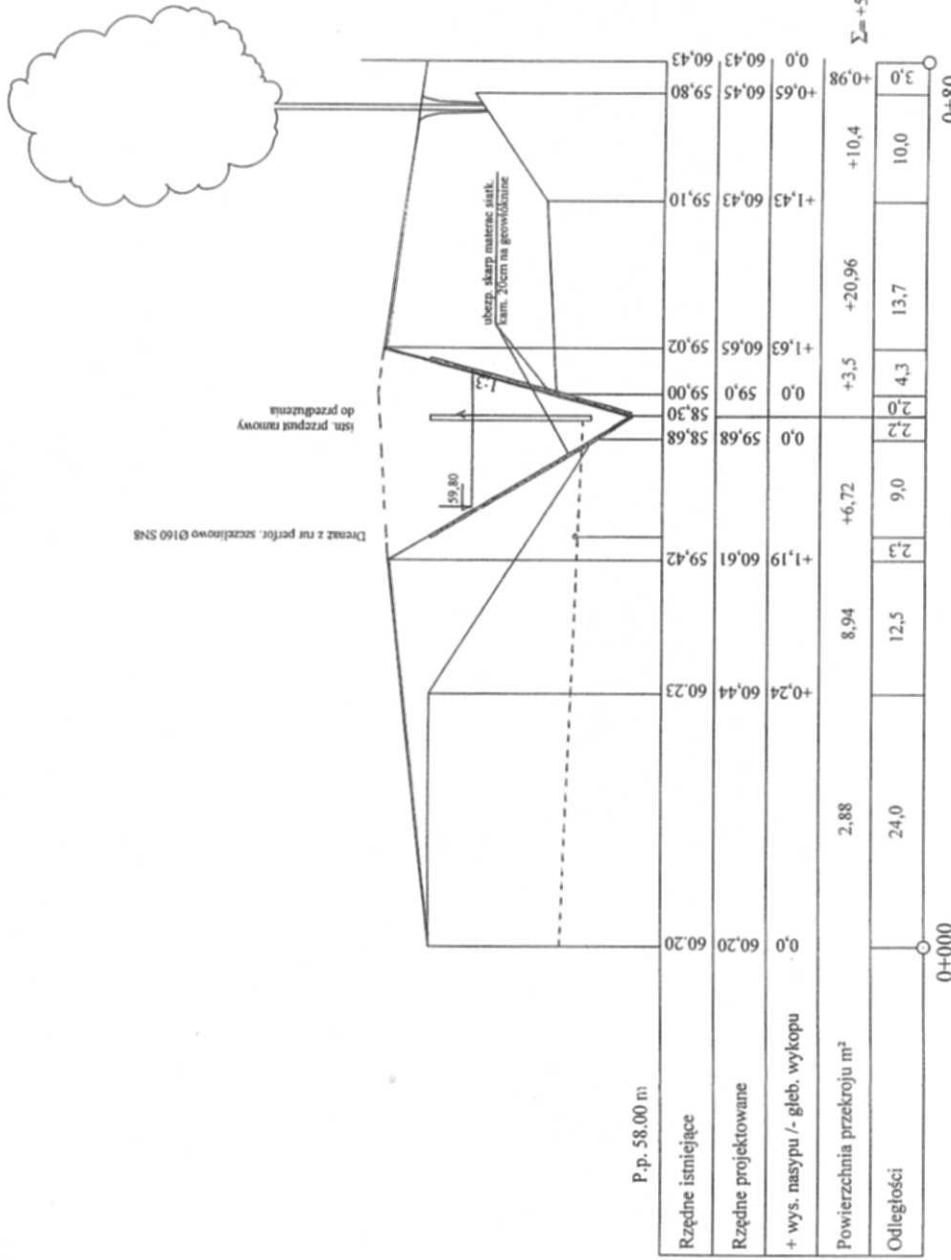 istn. przepust ramowy
do przedłużenia
Drenaż z rur perfor. szczelinowo Ø160 SN8
ubezp. skarp materac siatk.
kam. 20cm na geowłókninie
59,80
1:3
P.p. 58.00 m
Rzędne istniejące 60.20 60.23 59,42 58,68 58,30 59,00 59,02 59,10 59,80 60,43
Rzędne projektowane 60,20 60,44 60,61 59,68 59,0 60,65 60,43 60,45 60,43
+ wys. nasypu /- głeb. wykopu 0,0 +0,24 +1,19 0,0 0,0 +1,63 +1,43 +0,65 0,0
Powierzchnia przekroju m² 2,88 8,94 +6,72 +3,5 +20,96 +10,4 +0,98 Σ=+5
Odległości 24,0 12,5 2,3 9,0 2,2 2,0 4,3 13,7 10,0 3,0
0+000 0+80